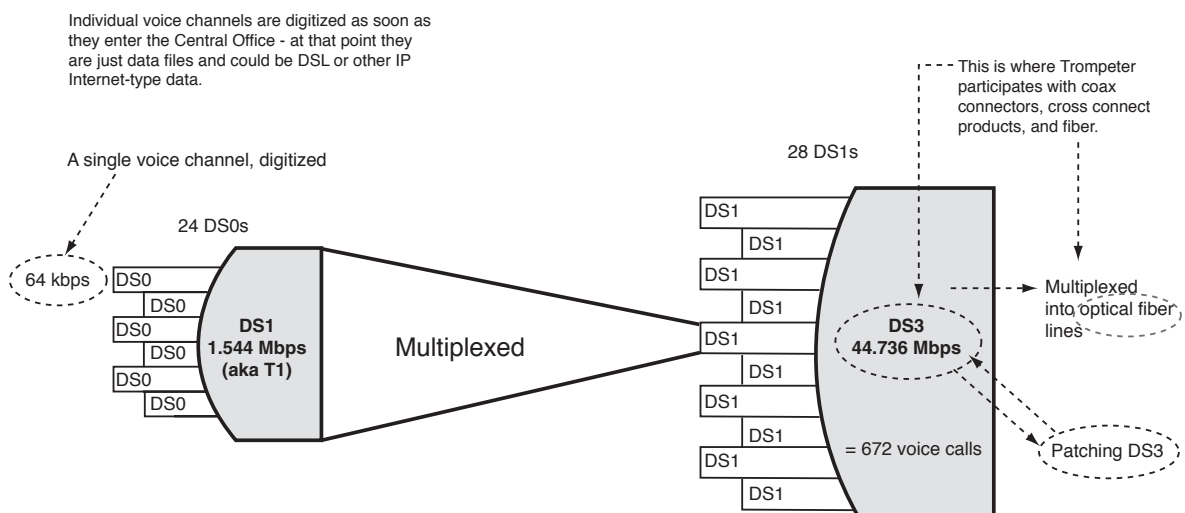 Individual voice channels are digitized as soon as
they enter the Central Office - at that point they
are just data files and could be DSL or other IP
Internet-type data.
This is where Trompeter
participates with coax
connectors, cross connect
products, and fiber.
A single voice channel, digitized
28 DS1s
24 DS0s
64 kbps
DS0
DS0
DS0
DS0
DS0
DS0
DS1
1.544 Mbps
(aka T1)
Multiplexed
DS1
DS1
DS1
DS1
DS1
DS1
DS1
DS1
DS1
DS1
DS3
44.736 Mbps
= 672 voice calls
Multiplexed
into optical fiber
lines
Patching DS3